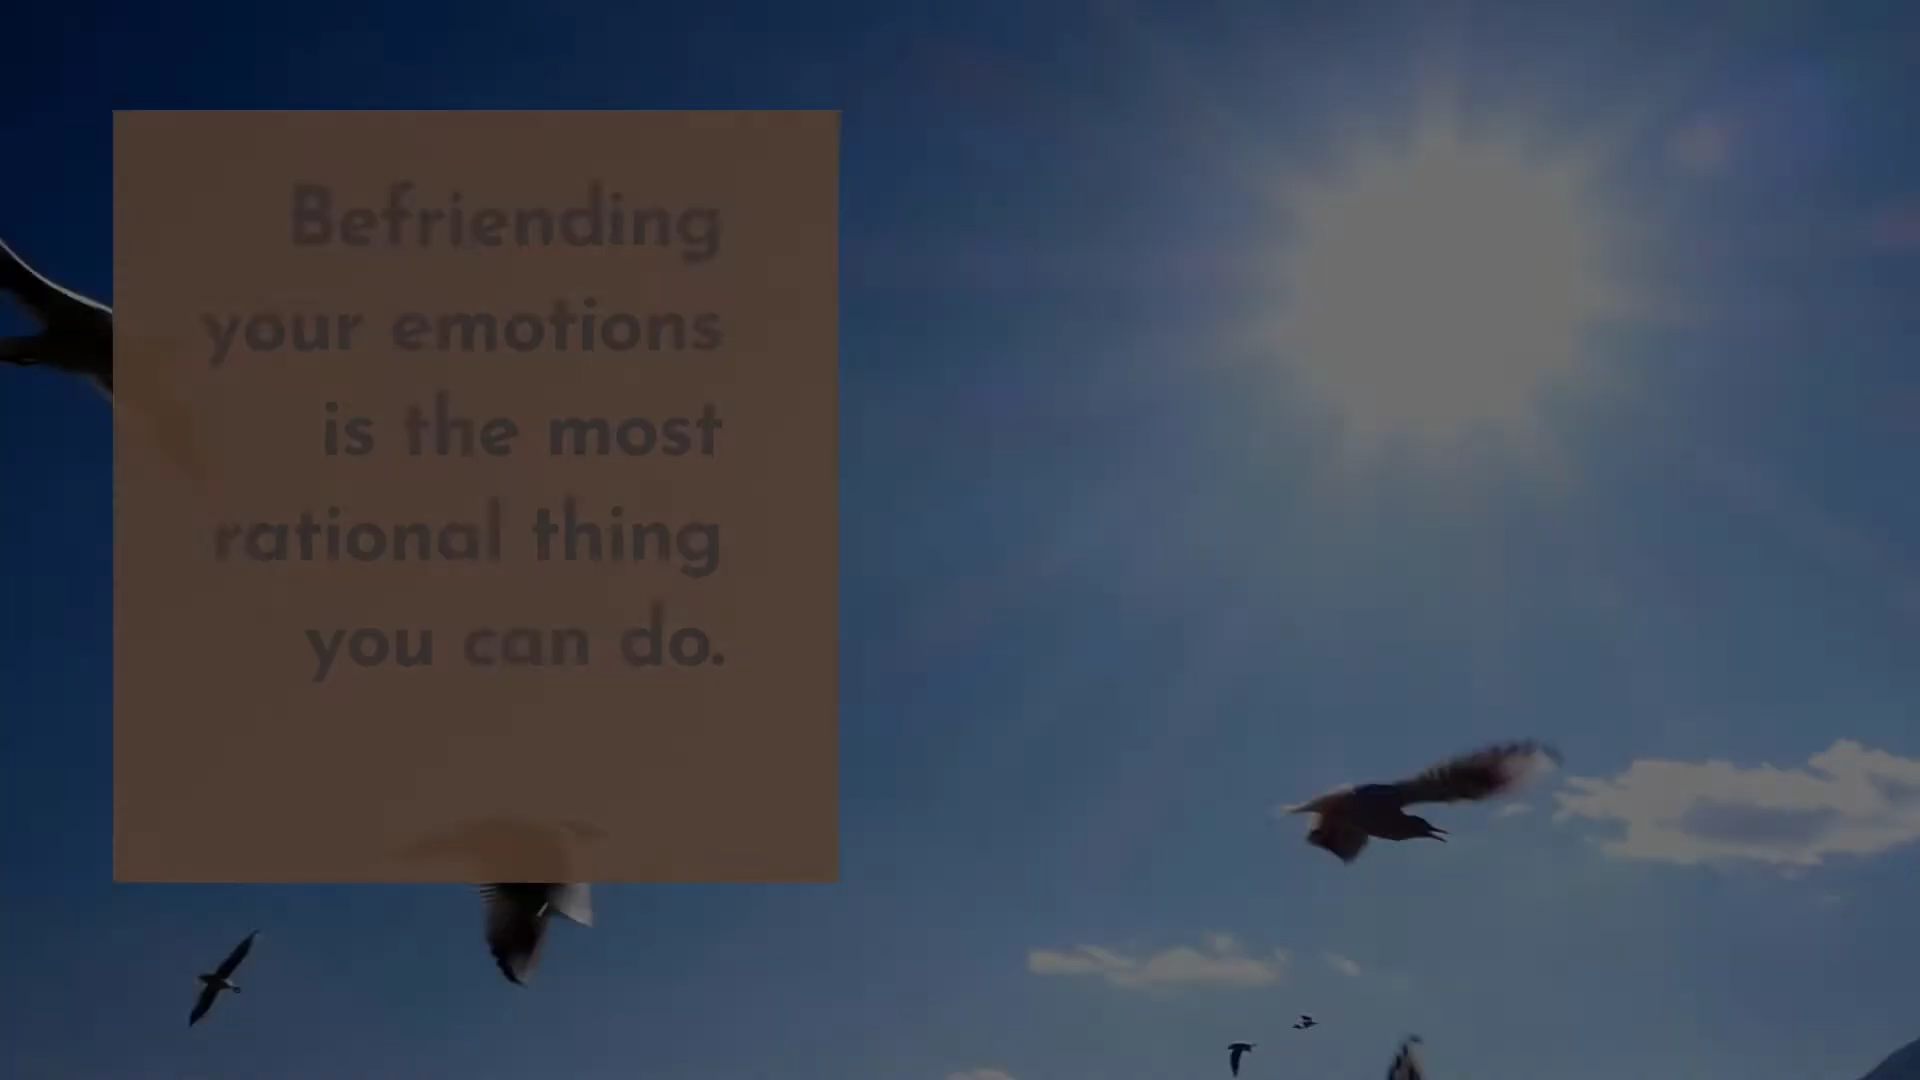 Befriending
your emotions
is the most
rational thing
you can do.